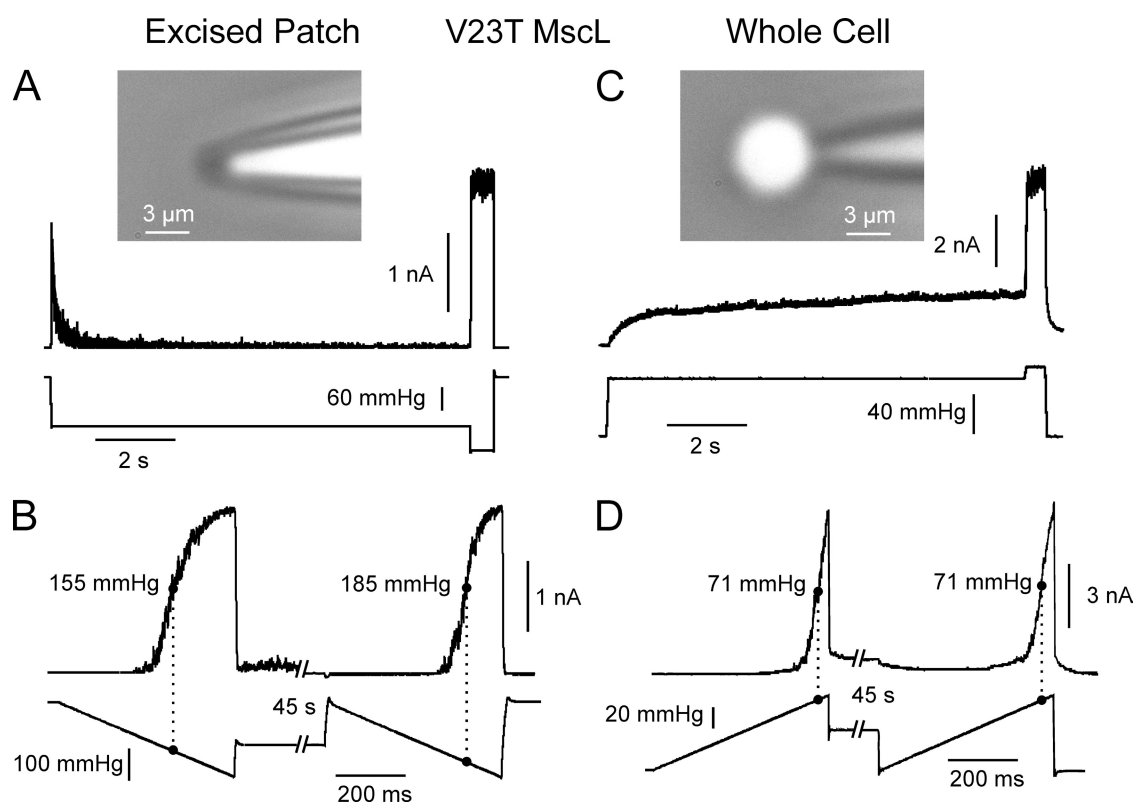 Excised Patch V23T MscL Whole Cell
A
3 µm
1 nA
60 mmHg
2 s
C
3 µm
2 nA
40 mmHg
2 s
B
155 mmHg
185 mmHg
1 nA
45 s
100 mmHg
200 ms
D
71 mmHg
71 mmHg
3 nA
45 s
20 mmHg
200 ms